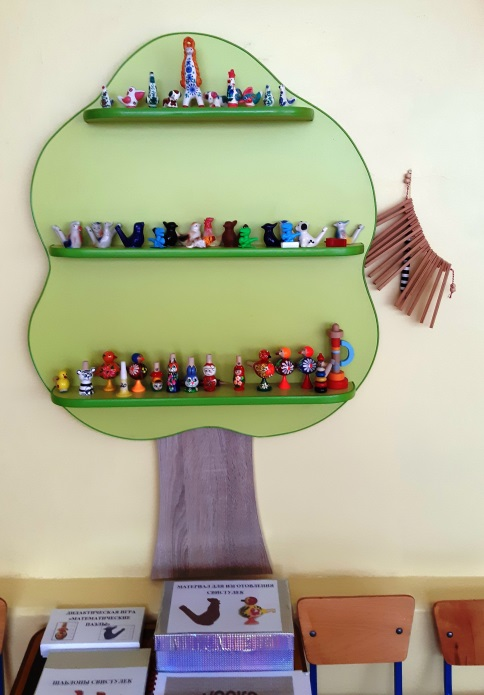 МАТЕРИАЛ ДЛЯ ИЗГОТОВЛЕНИЯ
СВИСТУЛЕК
ДИДАКТИЧЕСКАЯ ИГРА
«МАТЕМАТИЧЕСКИЕ
ПАЗЛЫ»
ШАБЛОНЫ СВИСТУЛЕК